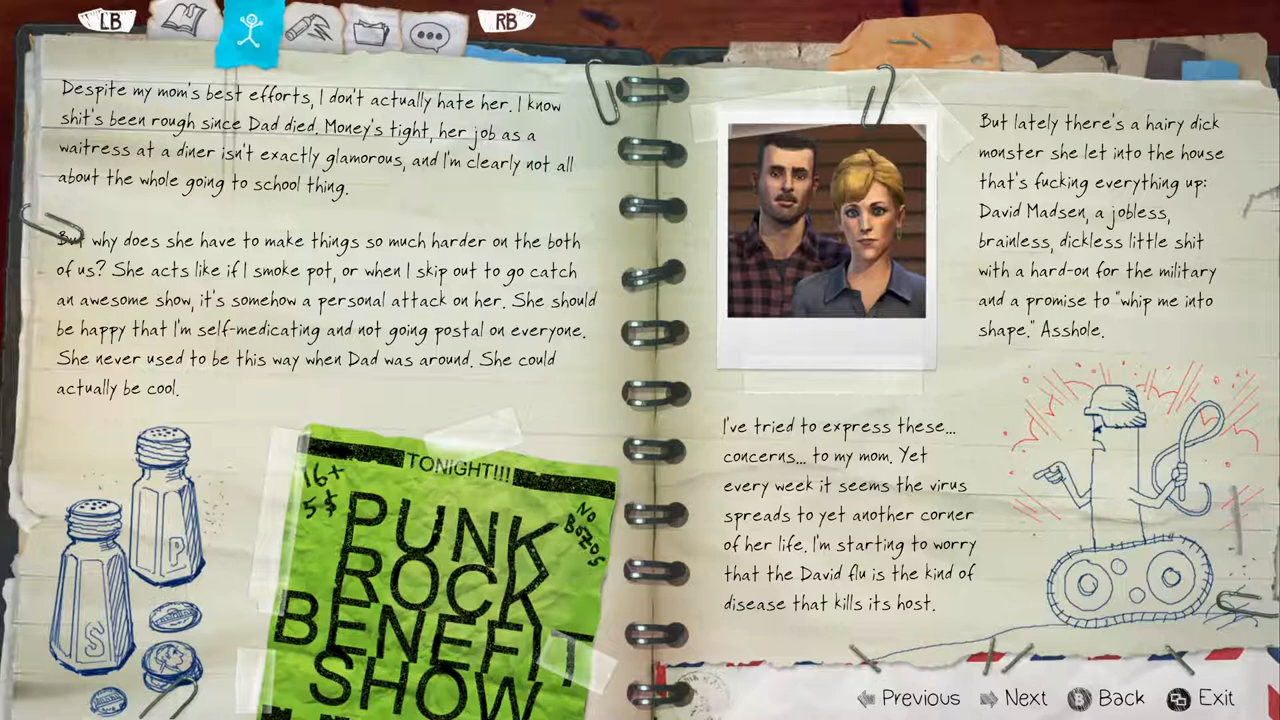 LB
RB
Despite my mom's best efforts, I don't actually hate her. I know
shit's been rough since Dad died. Money's tight, her job as a
waitress at a diner isn't exactly glamorous, and I'm clearly not all
about the whole going to school thing.
But why does she have to make things so much harder on the both
of us? She acts like if I smoke pot, or when I skip out to go catch
an awesome show, it's somehow a personal attack on her. She should
be happy that I'm self-medicating and not going postal on everyone.
She never used to be this way when Dad was around. She could
actually be cool.
P
S
TONIGHT!!!
16+
5$
NO
BOZOS
PUNK
ROCK
BENEFIT
SHOW
But lately there's a hairy dick
monster she let into the house
that's fucking everything up:
David Madsen, a jobless,
brainless, dickless little shit
with a hard-on for the military
and a promise to "whip me into
shape." Asshole.
I've tried to express these...
concerns... to my mom. Yet
every week it seems the virus
spreads to yet another corner
of her life. I'm starting to worry
that the David flu is the kind of
disease that kills its host.
Previous
Next
B Back
Exit